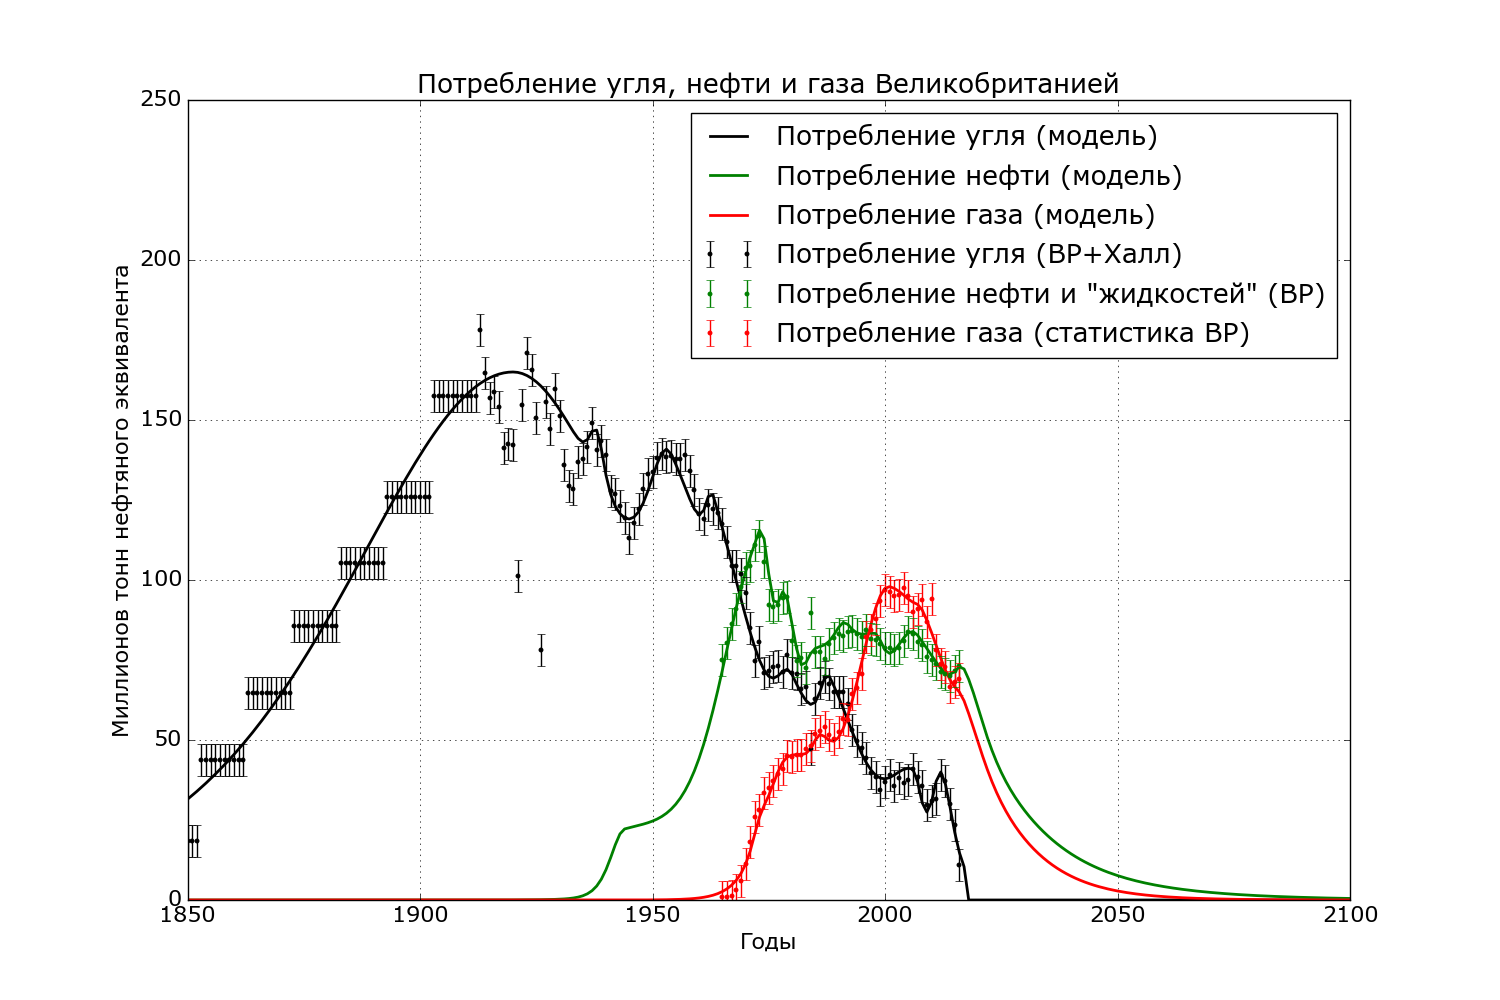 Потребление угля, нефти и газа Великобританией
250
200
150
100
50
0
Миллионов тонн нефтяного эквивалента
Потребление угля (модель)
Потребление нефти (модель)
Потребление газа (модель)
Потребление угля (BP+Халл)
Потребление нефти и "жидкостей" (BP)
Потребление газа (статистика BP)
1850 1900 1950 2000 2050 2100
Годы